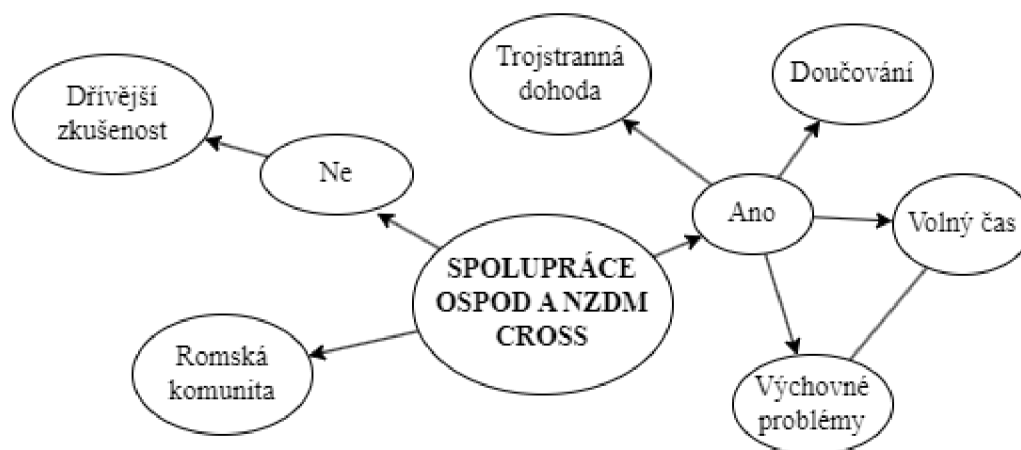 Trojstranná
dohoda
Doučování
Dřívější
zkušenost
Ne
Ano
Volný čas
SPOLUPRÁCE
OSPOD A NZDM
CROSS
Romská
komunita
Výchovné
problémy